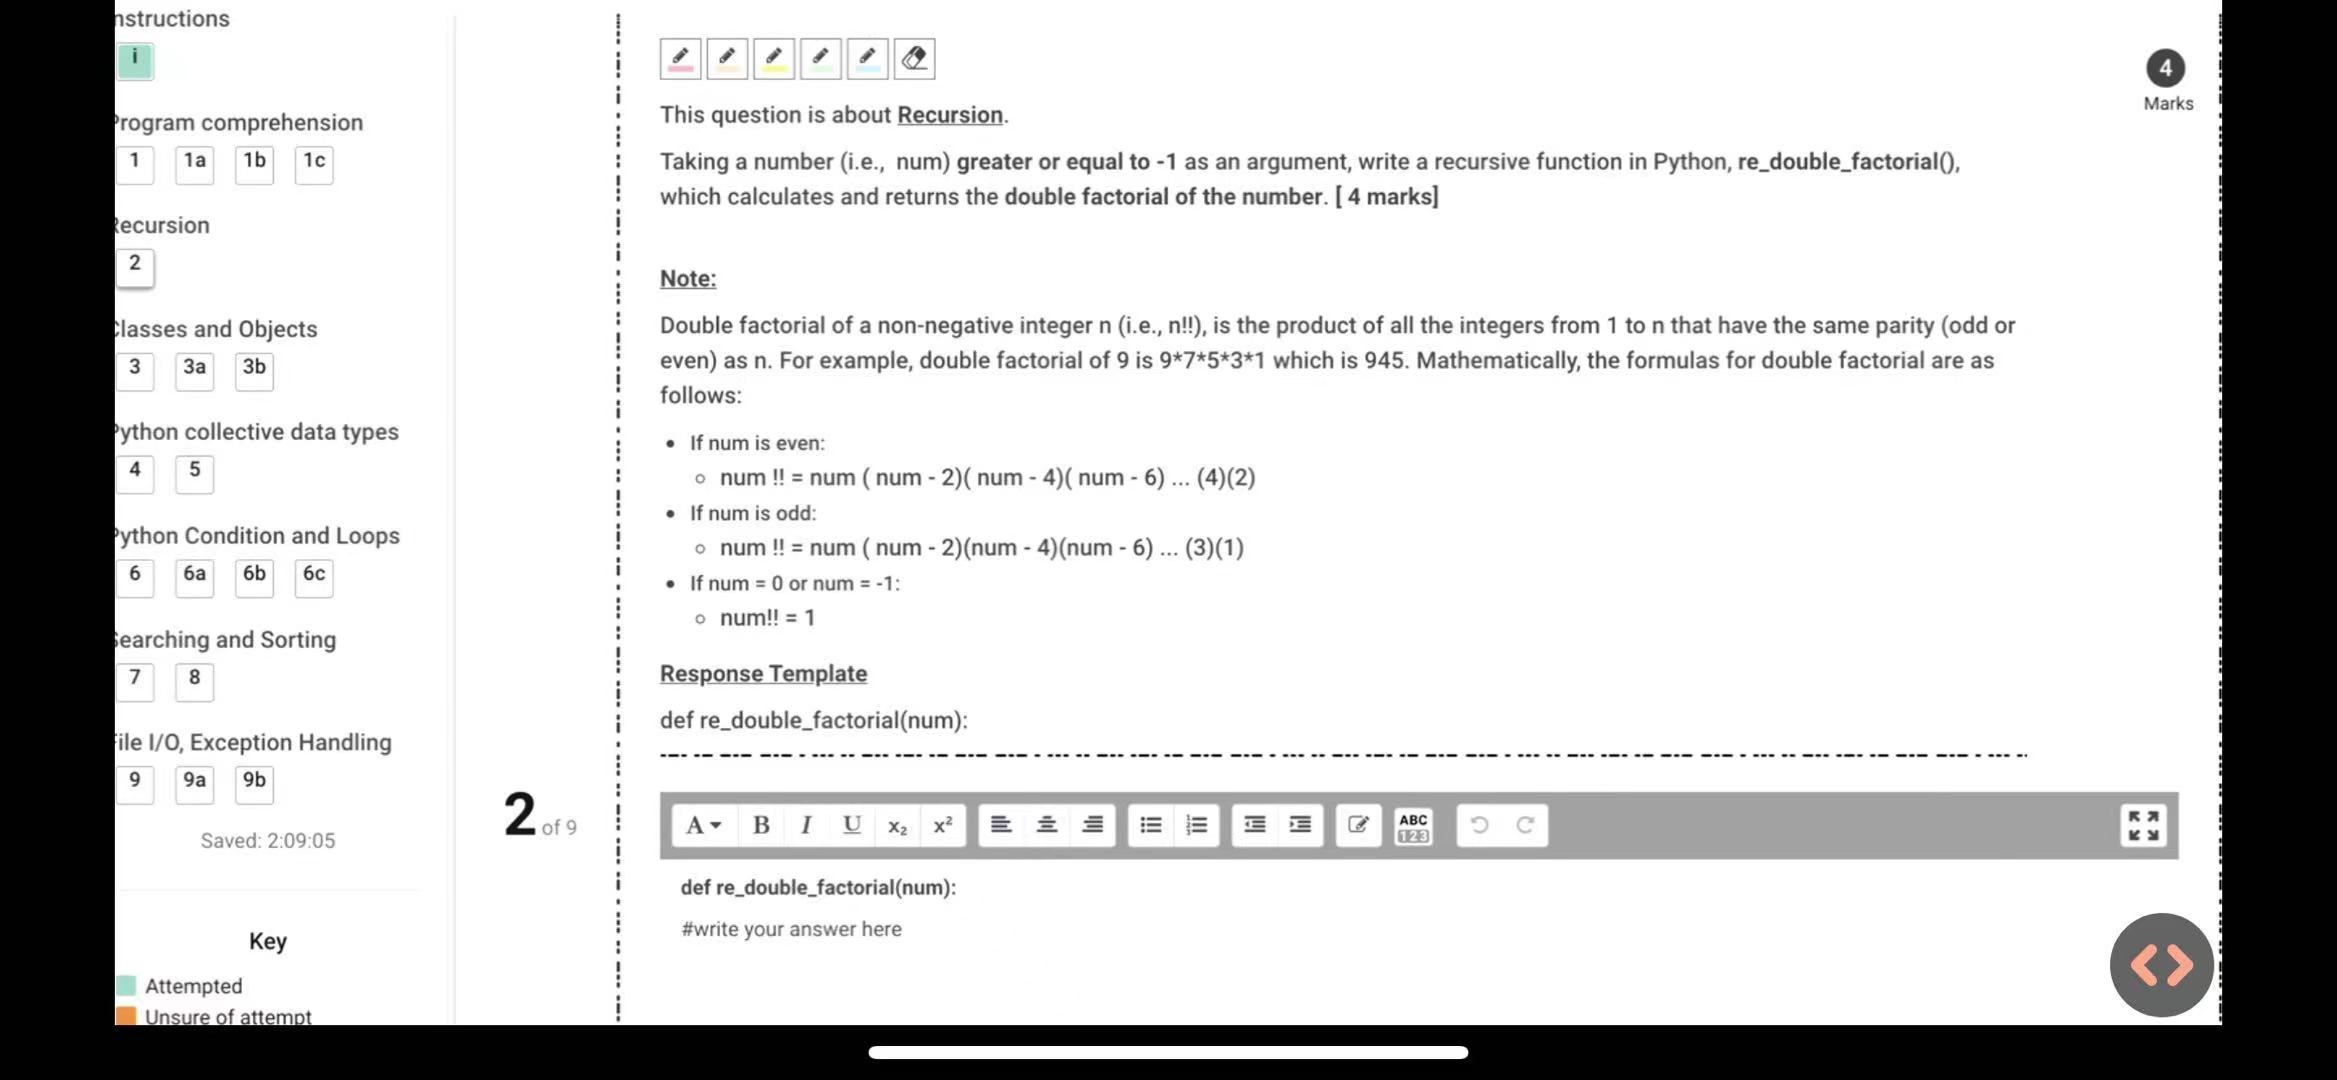 nstructions
i
Program comprehension
1 1a 1b 1c
Recursion
2
Classes and Objects
3 3a 3b
Python collective data types
4 5
Python Condition and Loops
6 6a 6b 6c
Searching and Sorting
7 8
File I/O, Exception Handling
9 9a 9b
Saved: 2:09:05
Key
Attempted
Unsure of attempt
2 of 9
4
Marks
This question is about Recursion.
Taking a number (i.e., num) greater or equal to -1 as an argument, write a recursive function in Python, re_double_factorial(),
which calculates and returns the double factorial of the number. [ 4 marks]
Note:
Double factorial of a non-negative integer n (i.e., n!!), is the product of all the integers from 1 to n that have the same parity (odd or
even) as n. For example, double factorial of 9 is 9*7*5*3*1 which is 945. Mathematically, the formulas for double factorial are as
follows:
• If num is even:
○ num !! = num ( num - 2)( num - 4)( num - 6) ... (4)(2)
• If num is odd:
○ num !! = num ( num - 2)(num - 4)(num - 6) ... (3)(1)
• If num = 0 or num = -1:
○ num!! = 1
Response Template
def re_double_factorial(num):
A B I U x₂ x² ABC 123
def re_double_factorial(num):
#write your answer here